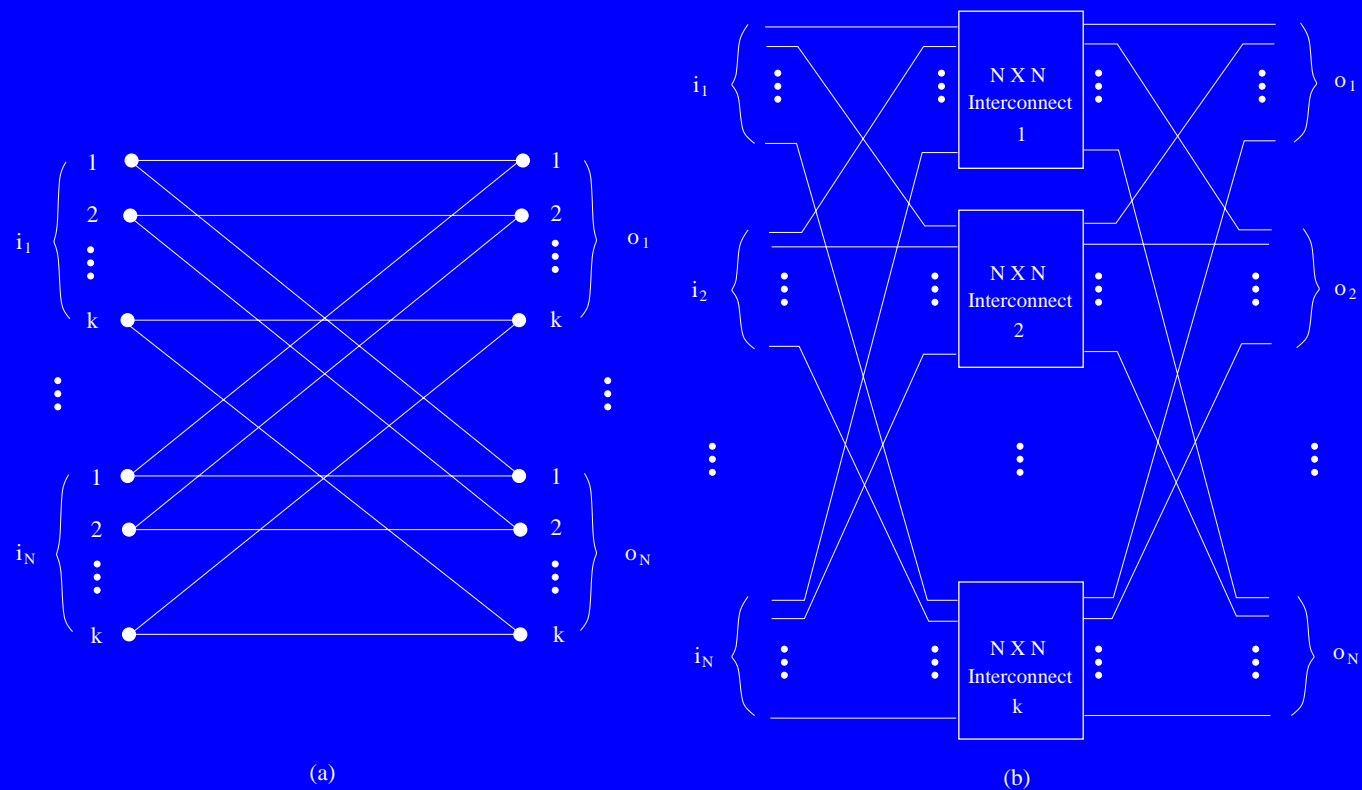 i1
1
2
k
iN
1
2
k
1
2
k
o1
1
2
k
oN
(a)
i1
i2
iN
N X N
Interconnect
1
N X N
Interconnect
2
N X N
Interconnect
k
o1
o2
oN
(b)